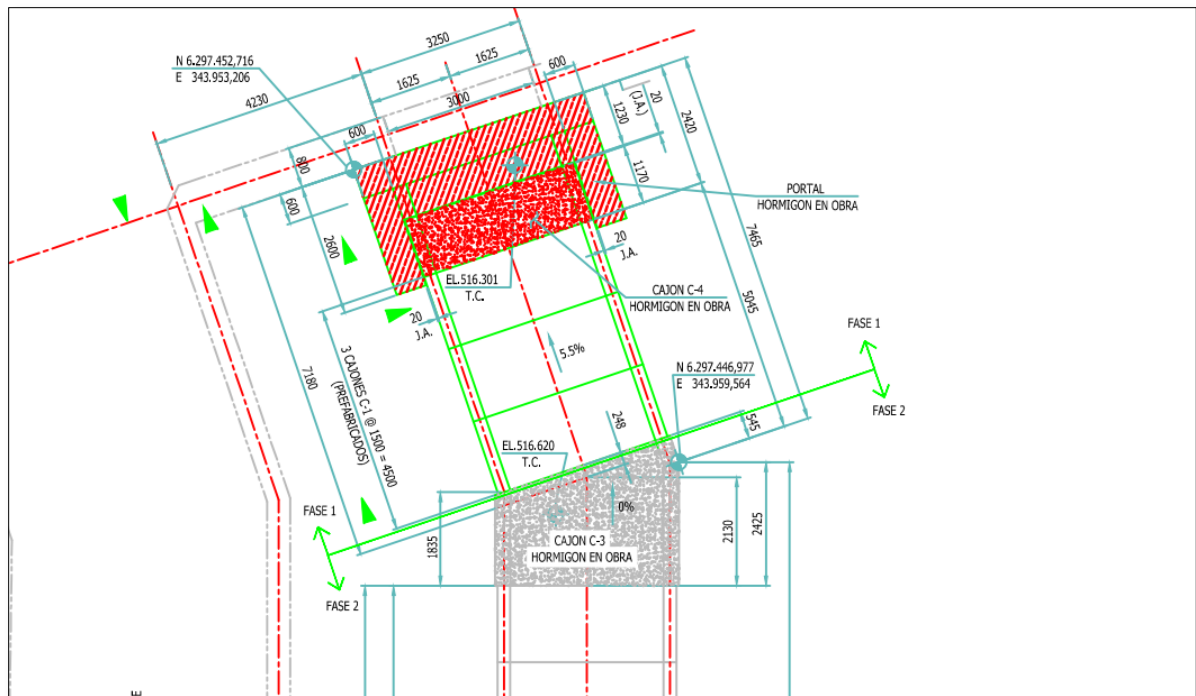 3250
N 6.297.452,716
E 343.953,206
1625
1625
600
4230
3000
20
(J.A.)
1230
2420
600
800
1170
PORTAL
HORMIGON EN OBRA
600
2600
7465
20
J.A.
EL.516.301
T.C.
CAJON C-4
HORMIGON EN OBRA
5045
20
J.A.
FASE 1
5.5%
3 CAJONES C-1 @ 1500 = 4500
(PREFABRICADOS)
7180
N 6.297.446,977
E 343.959,564
FASE 2
248
545
EL.516.620
T.C.
FASE 1
0%
1835
CAJON C-3
HORMIGON EN OBRA
2130
2425
FASE 2